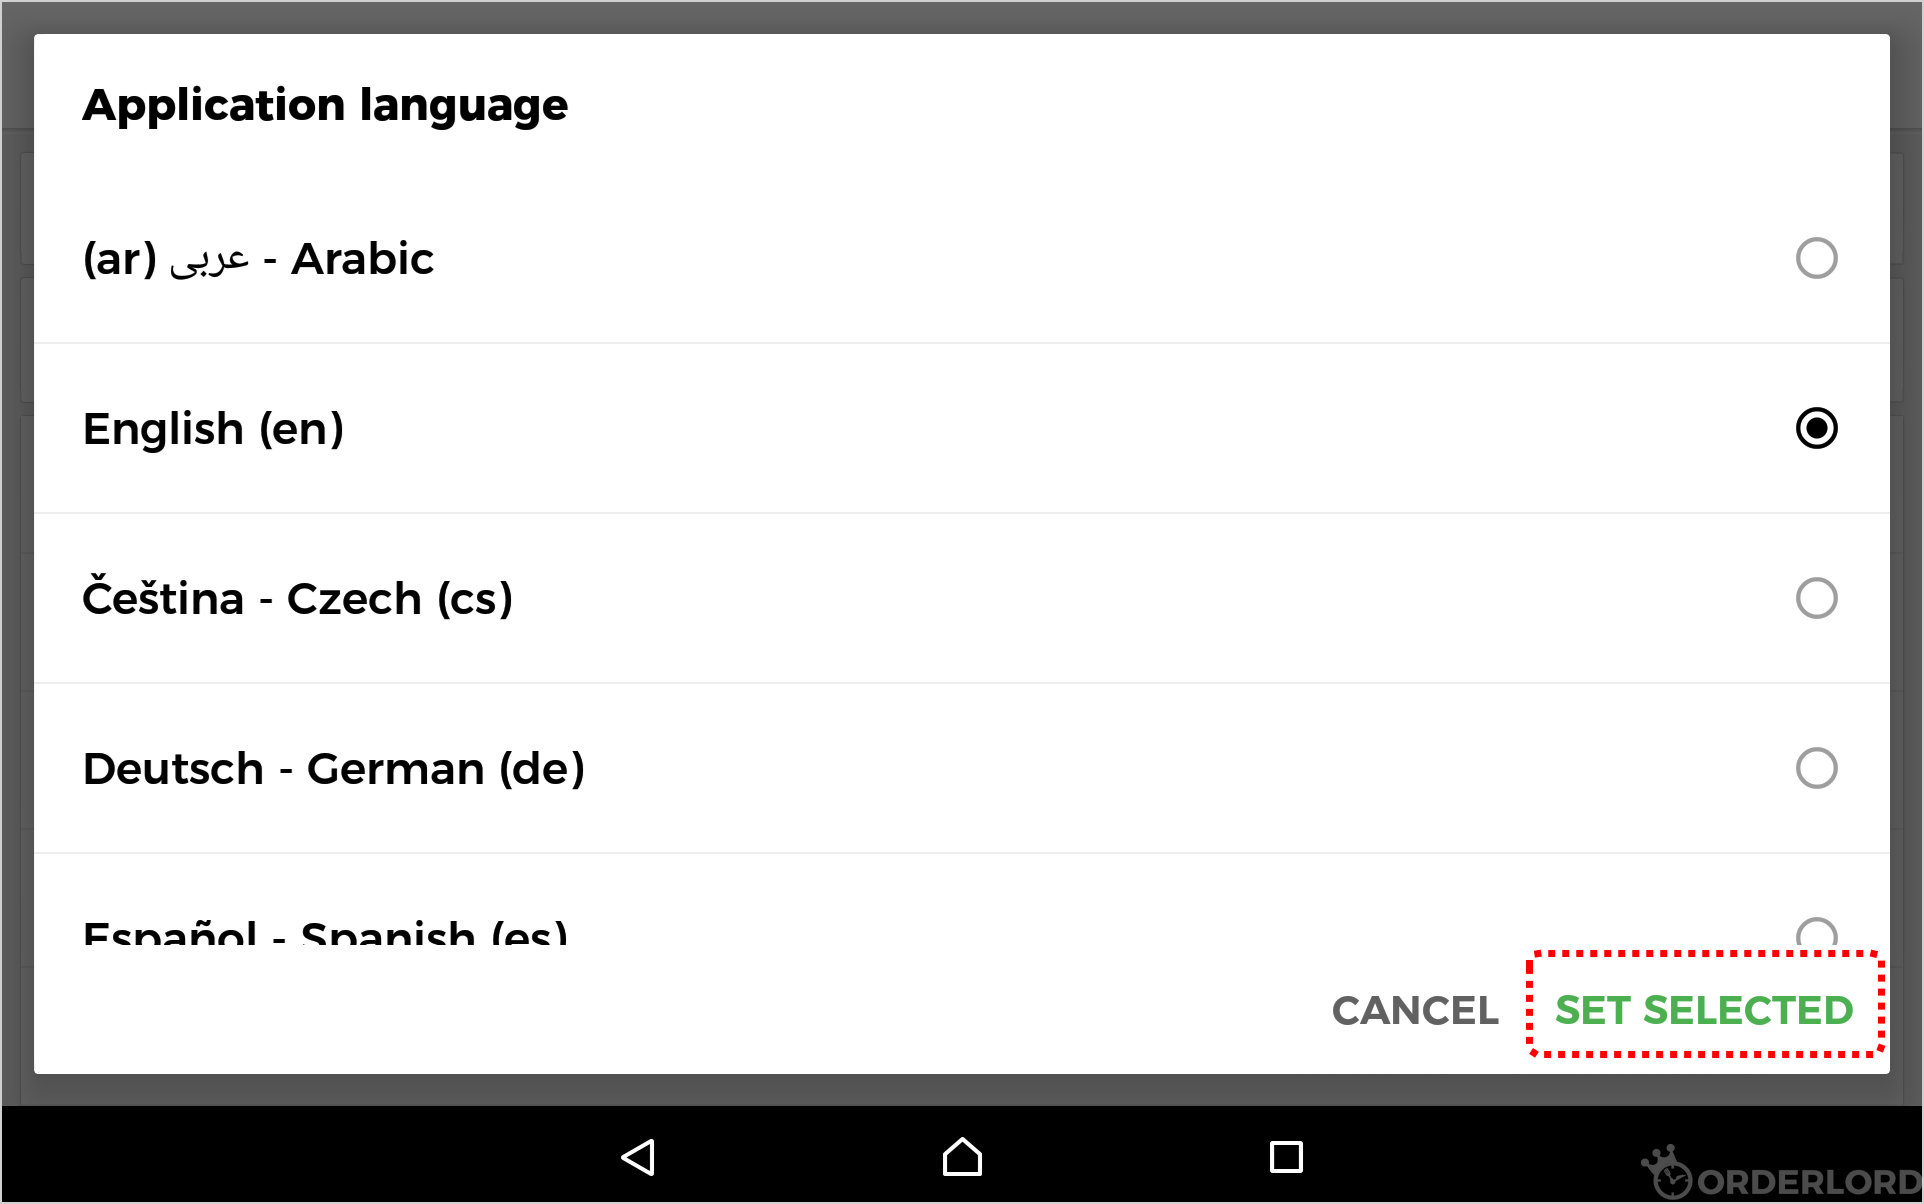 Application language
(ar) عربى - Arabic
English (en)
Čeština - Czech (cs)
Deutsch - German (de)
Español - Spanish (es)
CANCEL SET SELECTED
ORDERLORD